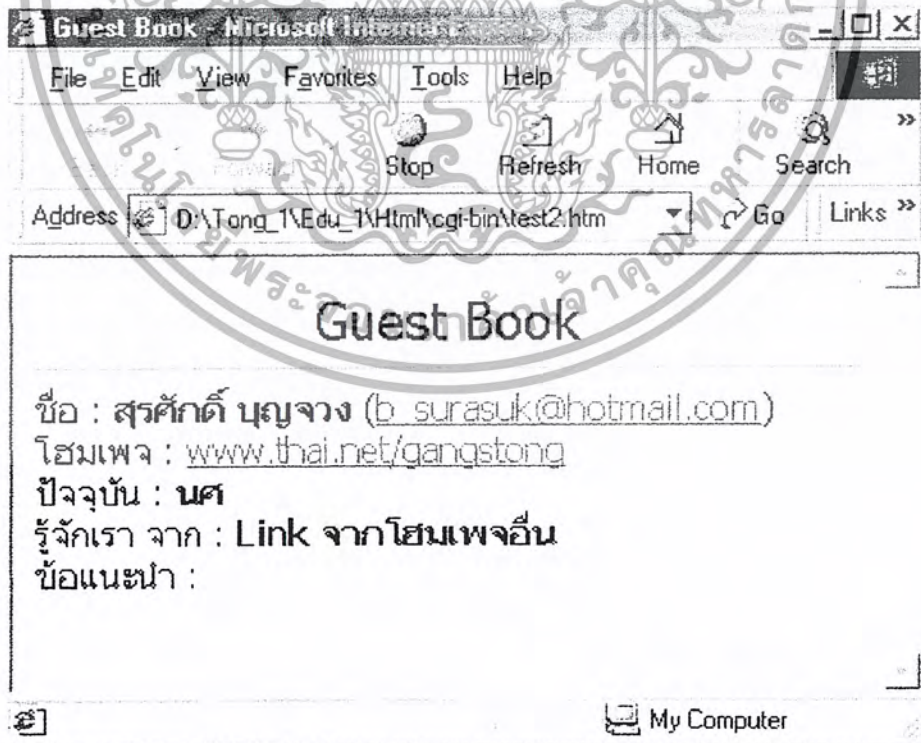 Guest Book - Microsoft Internet
File Edit View Favorites Tools Help
Stop Refresh Home Search »
Address D:\Tong_1\Edu_1\Html\cgi-bin\test2.htm Go Links »
Guest Book
ชื่อ : สุรศักดิ์ บุญจวง (b_surasuk@hotmail.com)
โฮมเพจ : www.thai.net/gangstong
ปัจจุบัน : นศ
รู้จักเรา จาก : Link จากโฮมเพจอื่น
ข้อแนะนำ :
My Computer